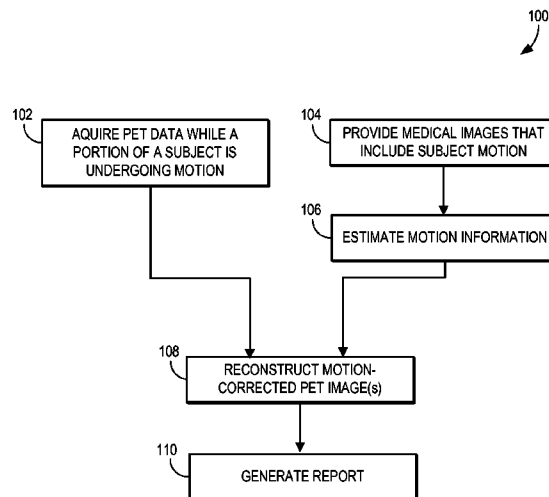 100
102
AQUIRE PET DATA WHILE A
PORTION OF A SUBJECT IS
UNDERGOING MOTION
104
PROVIDE MEDICAL IMAGES THAT
INCLUDE SUBJECT MOTION
106
ESTIMATE MOTION INFORMATION
108
RECONSTRUCT MOTION-
CORRECTED PET IMAGE(s)
110
GENERATE REPORT